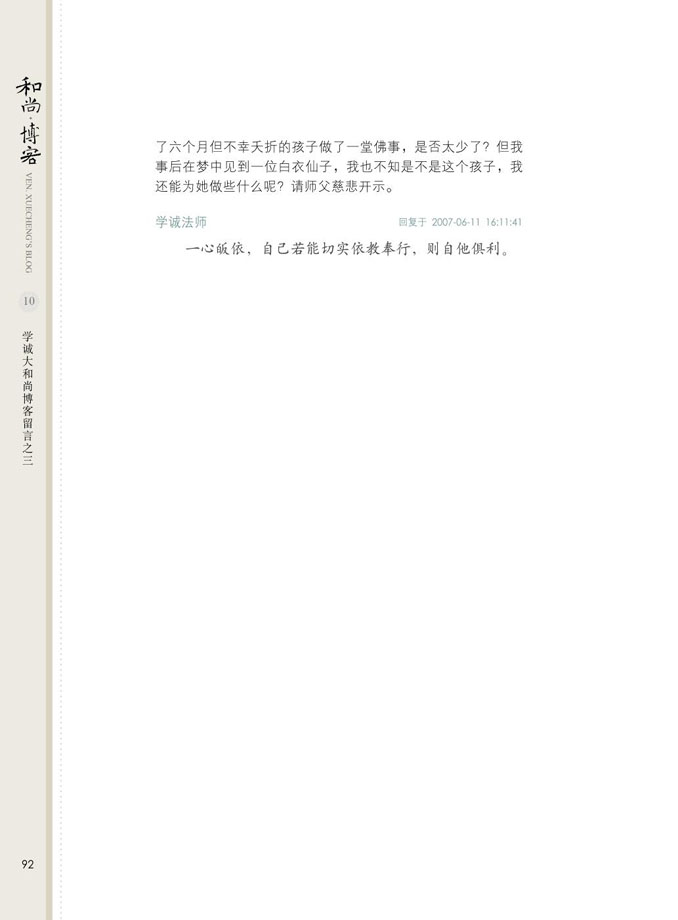 和尚·博客
VEN. XUECHENG'S BLOG
10
学诚大和尚博客留言之三
了六个月但不幸夭折的孩子做了一堂佛事，是否太少了？但我
事后在梦中见到一位白衣仙子，我也不知是不是这个孩子，我
还能为她做些什么呢？请师父慈悲开示。
学诚法师 回复于 2007-06-11 16:11:41
一心皈依，自己若能切实依教奉行，则自他俱利。
92